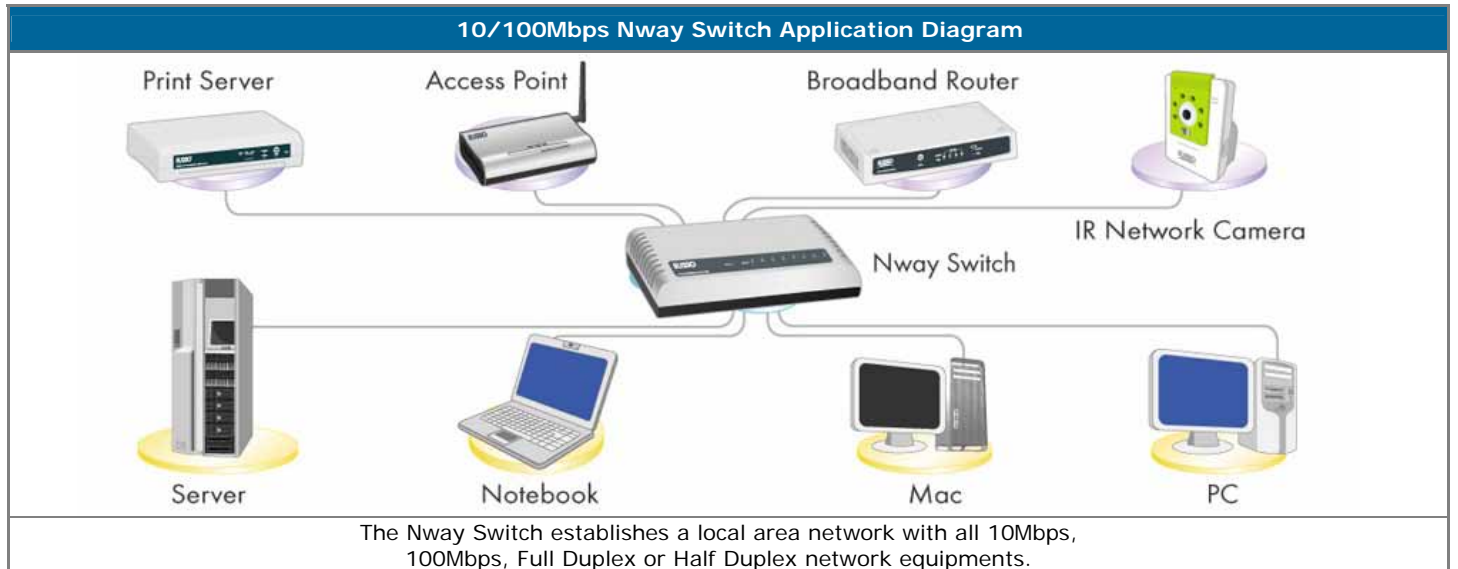 10/100Mbps Nway Switch Application Diagram
Print Server
Access Point
Broadband Router
IR Network Camera
Nway Switch
Server
Notebook
Mac
PC
The Nway Switch establishes a local area network with all 10Mbps,
100Mbps, Full Duplex or Half Duplex network equipments.